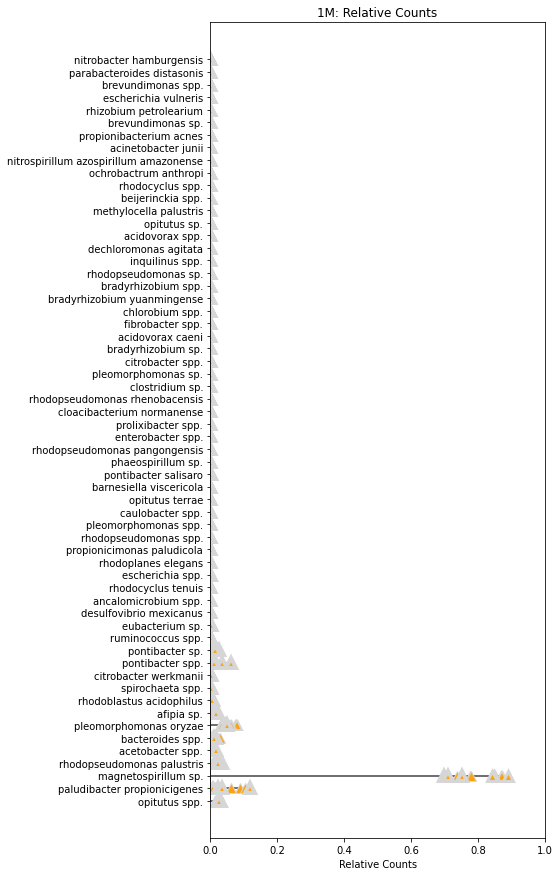 1M: Relative Counts
nitrobacter hamburgensis
parabacteroides distasonis
brevundimonas spp.
escherichia vulneris
rhizobium petrolearium
brevundimonas sp.
propionibacterium acnes
acinetobacter junii
nitrospirillum azospirillum amazonense
ochrobactrum anthropi
rhodocyclus spp.
beijerinckia spp.
methylocella palustris
opitutus sp.
acidovorax spp.
dechloromonas agitata
inquilinus spp.
rhodopseudomonas sp.
bradyrhizobium spp.
bradyrhizobium yuanmingense
chlorobium spp.
fibrobacter spp.
acidovorax caeni
bradyrhizobium sp.
citrobacter spp.
pleomorphomonas sp.
clostridium sp.
rhodopseudomonas rhenobacensis
cloacibacterium normanense
prolixibacter spp.
enterobacter spp.
rhodopseudomonas pangongensis
phaeospirillum sp.
pontibacter salisaro
barnesiella viscericola
opitutus terrae
caulobacter spp.
pleomorphomonas spp.
rhodopseudomonas spp.
propionicimonas paludicola
rhodoplanes elegans
escherichia spp.
rhodocyclus tenuis
ancalomicrobium spp.
desulfovibrio mexicanus
eubacterium sp.
ruminococcus spp.
pontibacter sp.
pontibacter spp.
citrobacter werkmanii
spirochaeta spp.
rhodoblastus acidophilus
afipia sp.
pleomorphomonas oryzae
bacteroides spp.
acetobacter spp.
rhodopseudomonas palustris
magnetospirillum sp.
paludibacter propionicigenes
opitutus spp.
0.0 0.2 0.4 0.6 0.8 1.0
Relative Counts